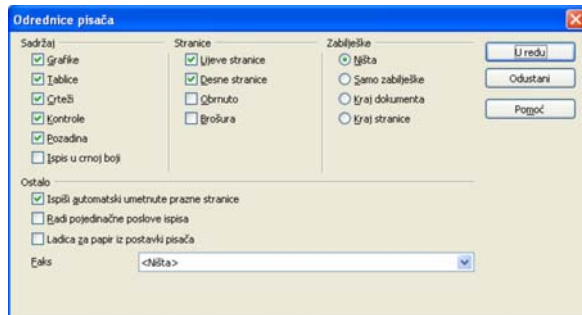 Odrednice pisača
Sadržaj
Grafike
Tablice
Crteži
Kontrole
Pozadina
Ispis u crnoj boji
Stranice
Lijeve stranice
Desne stranice
Obrnuto
Brošura
Zabilješke
Ništa
Samo zabilješke
Kraj dokumenta
Kraj stranice
U redu
Odustani
Pomoć
Ostalo
Ispiši automatski umetnute prazne stranice
Radi pojedinačne poslove ispisa
Ladica za papir iz postavki pisača
Faks
<Ništa>